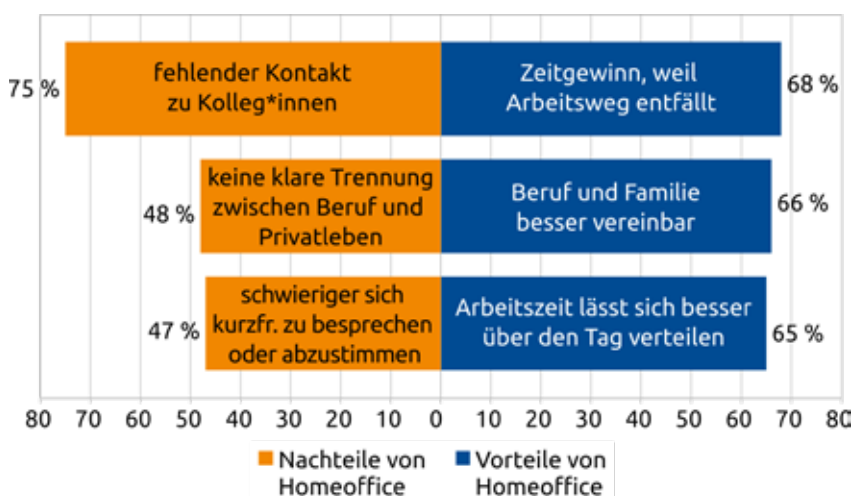 75 %
fehlender Kontakt
zu Kolleg*innen
Zeitgewinn, weil
Arbeitsweg entfällt
68 %
48 %
keine klare Trennung
zwischen Beruf und
Privatleben
Beruf und Familie
besser vereinbar
66 %
47 %
schwieriger sich
kurzfr. zu besprechen
oder abzustimmen
Arbeitszeit lässt sich besser
über den Tag verteilen
65 %
80 70 60 50 40 30 20 10 0 10 20 30 40 50 60 70 80
Nachteile von
Homeoffice
Vorteile von
Homeoffice